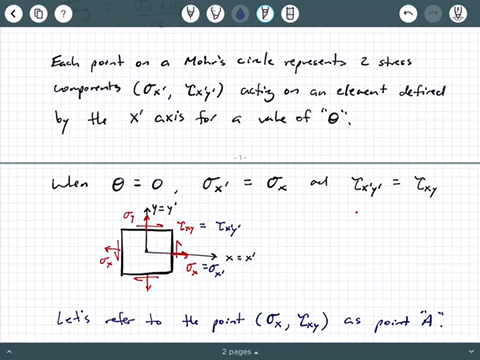 Each point on a Mohr's circle represents 2 stress
components (σx', τx'y') acting on an element defined
by the x' axis for a value of "θ".
- 1 -
When θ = 0, σx' = σx and τx'y' = τxy
σy y = y' τxy = τx'y'
σx x = x'
σx = σx'
Let's refer to the point (σx, τxy) as point "A".
2 pages